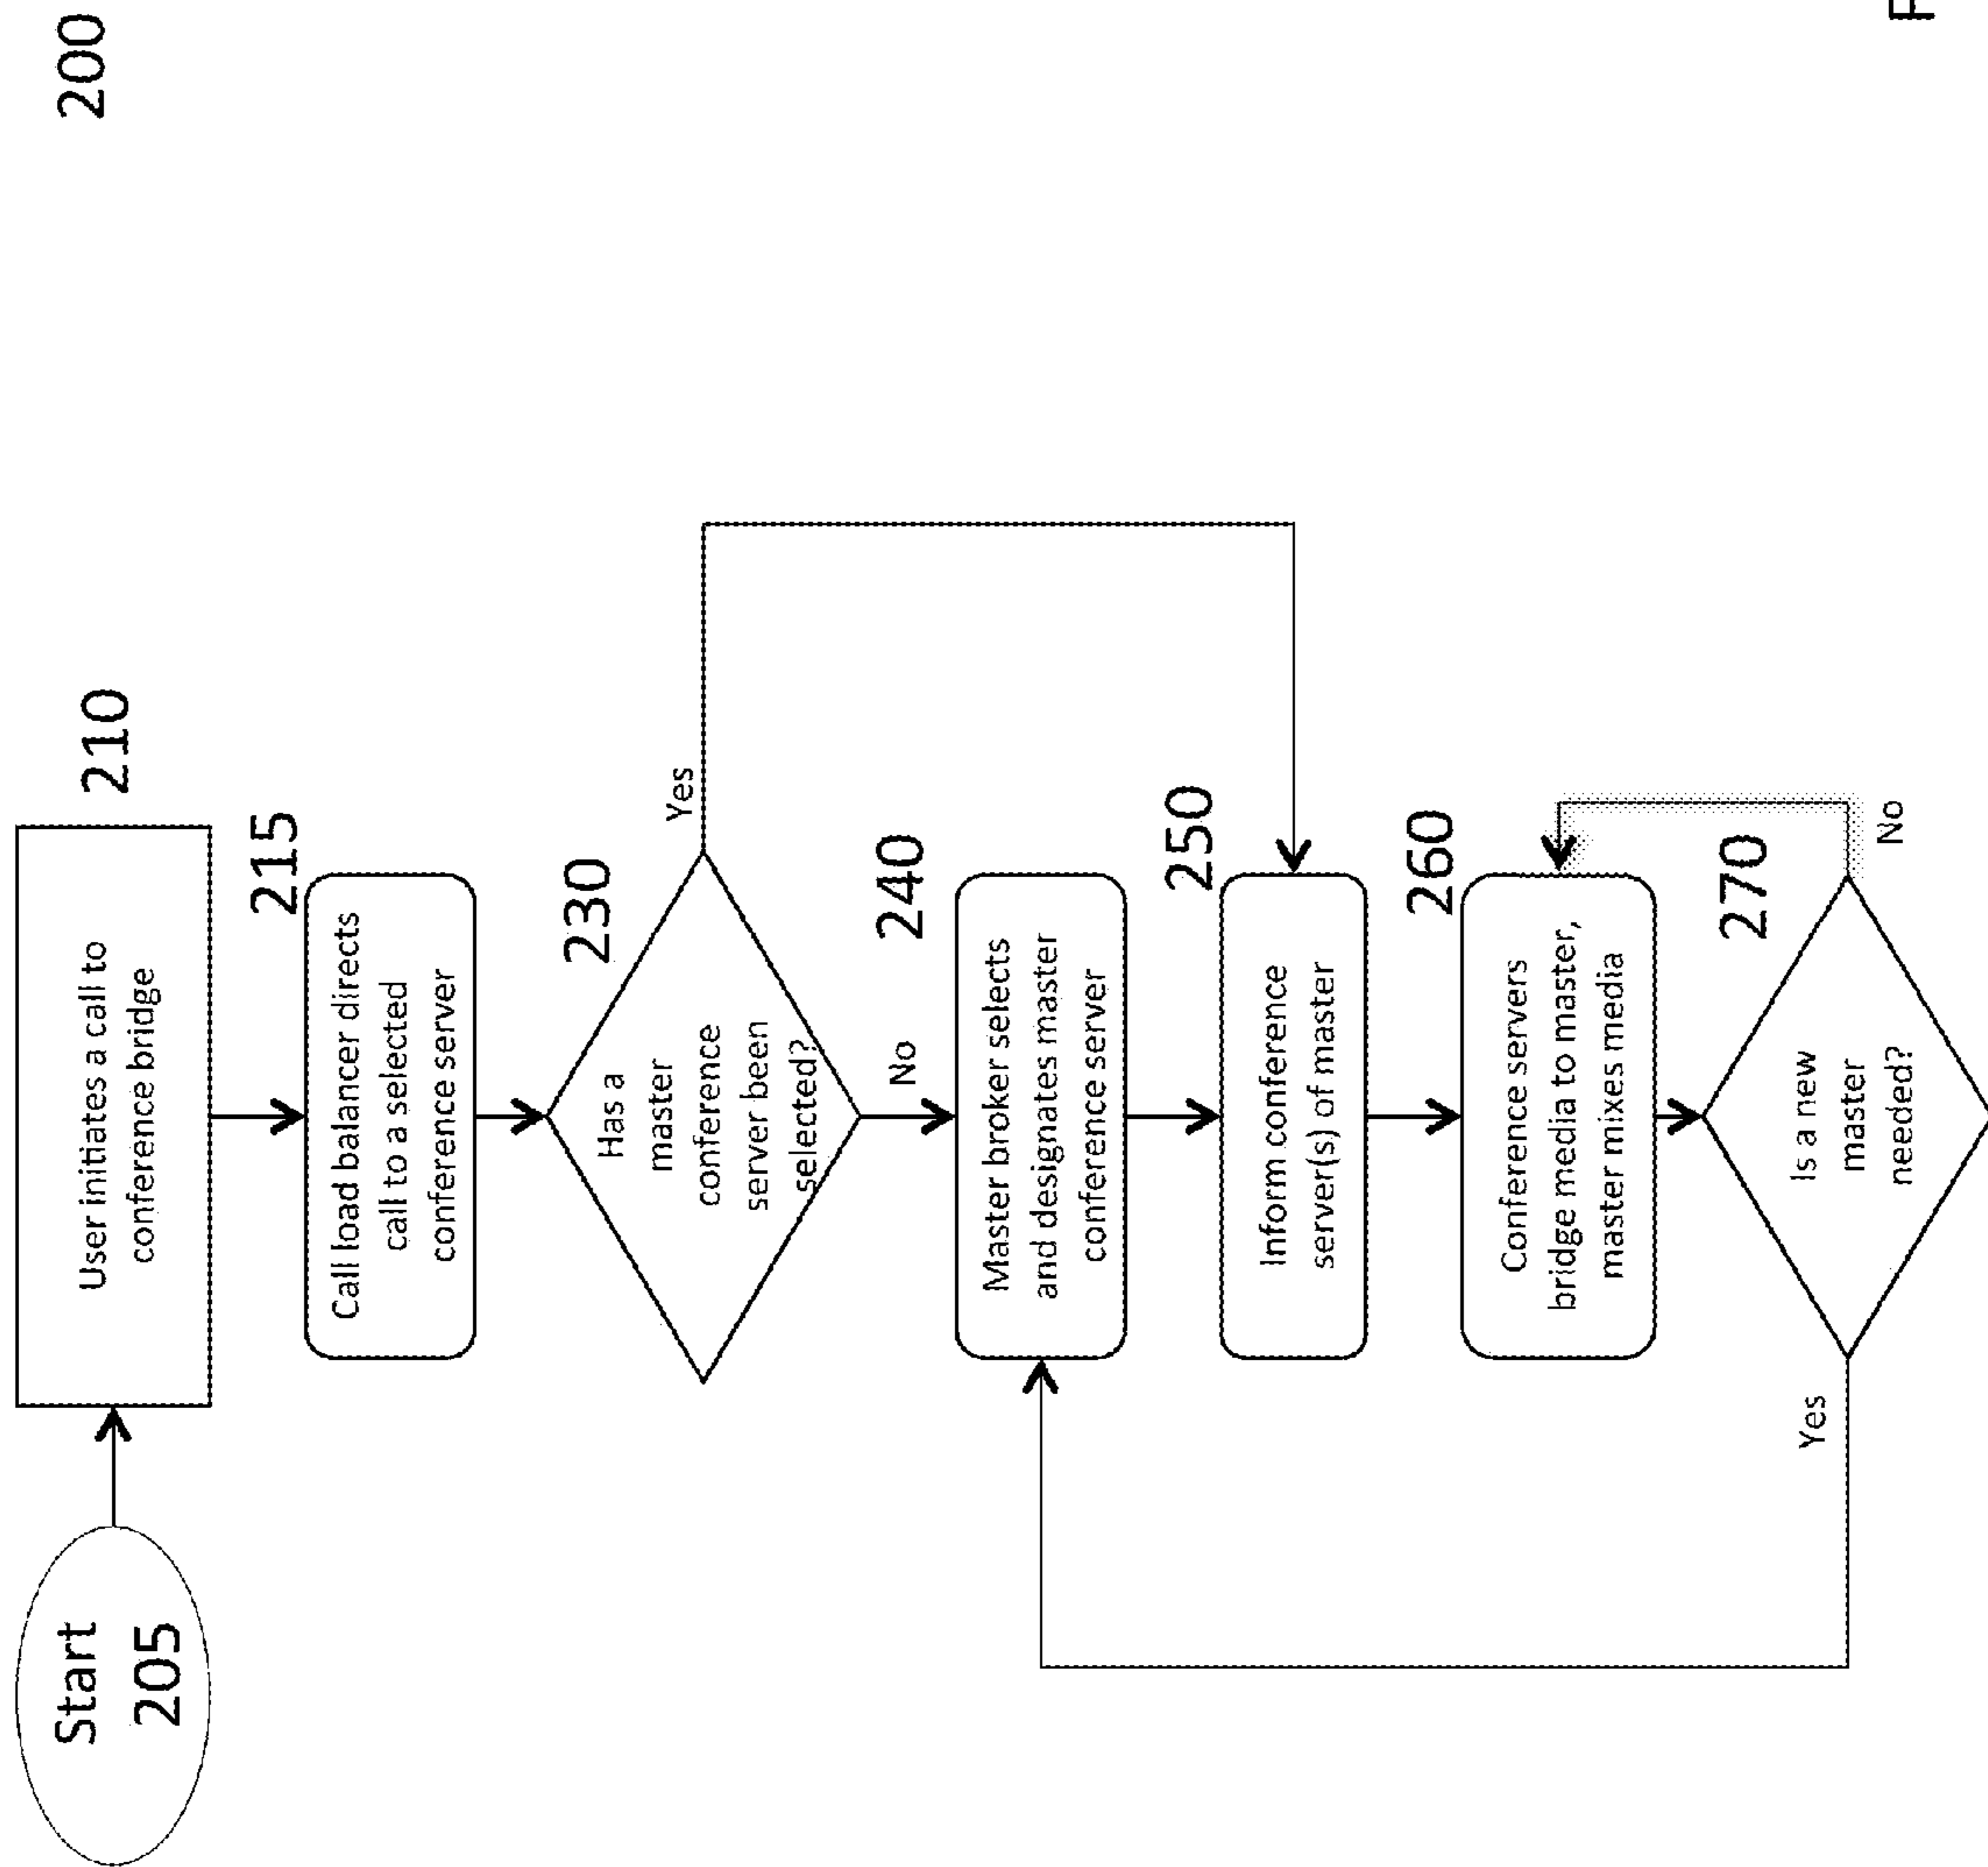 200
Start
205
User initiates a call to
conference bridge
210
215
Call load balancer directs
call to a selected
conference server
230
Has a
master
conference
server been
selected?
Yes
No
240
Master broker selects
and designates master
conference server
250
Inform conference
server(s) of master
260
Conference servers
bridge media to master,
master mixes media
270
Is a new
master
needed?
Yes
No
F